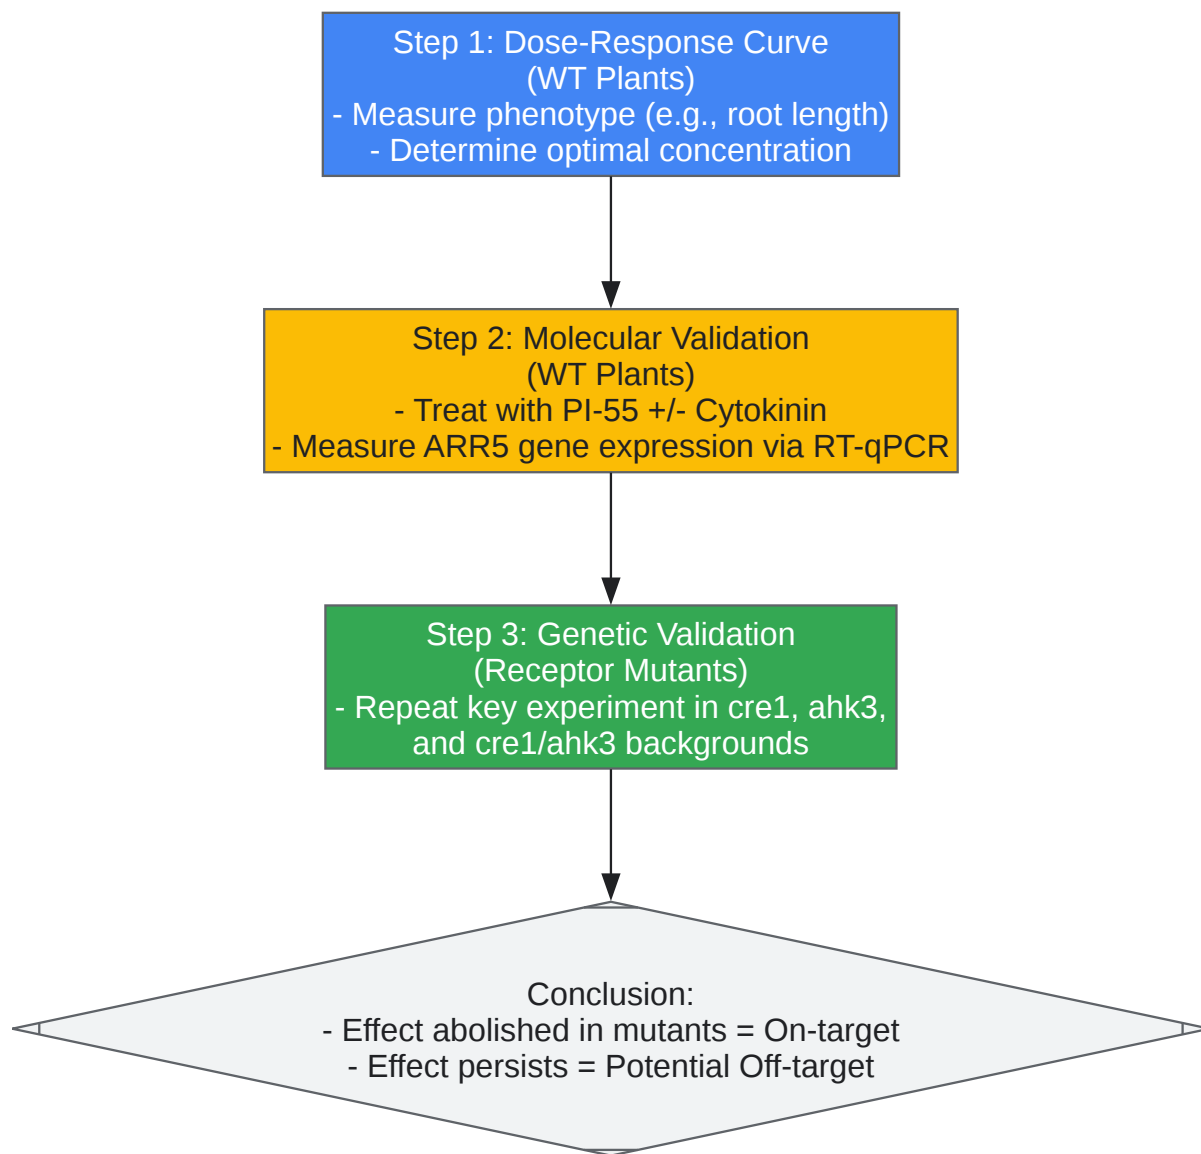 Step 1: Dose-Response Curve
(WT Plants)
- Measure phenotype (e.g., root length)
- Determine optimal concentration
Step 2: Molecular Validation
(WT Plants)
- Treat with PI-55 +/- Cytokinin
- Measure ARR5 gene expression via RT-qPCR
Step 3: Genetic Validation
(Receptor Mutants)
- Repeat key experiment in cre1, ahk3,
and cre1/ahk3 backgrounds
Conclusion:
- Effect abolished in mutants = On-target
- Effect persists = Potential Off-target